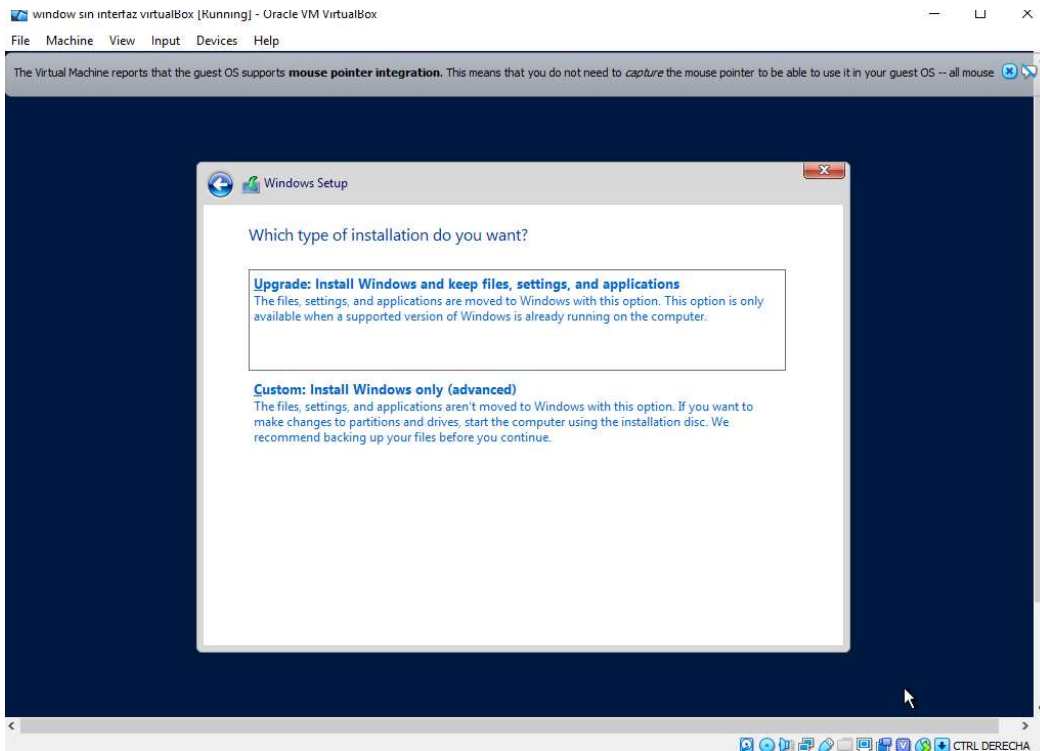 window sin interfaz virtualBox [Running] - Oracle VM VirtualBox
File Machine View Input Devices Help
The Virtual Machine reports that the guest OS supports mouse pointer integration. This means that you do not need to capture the mouse pointer to be able to use it in your guest OS -- all mouse
Windows Setup
Which type of installation do you want?
Upgrade: Install Windows and keep files, settings, and applications
The files, settings, and applications are moved to Windows with this option. This option is only
available when a supported version of Windows is already running on the computer.
Custom: Install Windows only (advanced)
The files, settings, and applications aren't moved to Windows with this option. If you want to
make changes to partitions and drives, start the computer using the installation disc. We
recommend backing up your files before you continue.
CTRL DERECHA